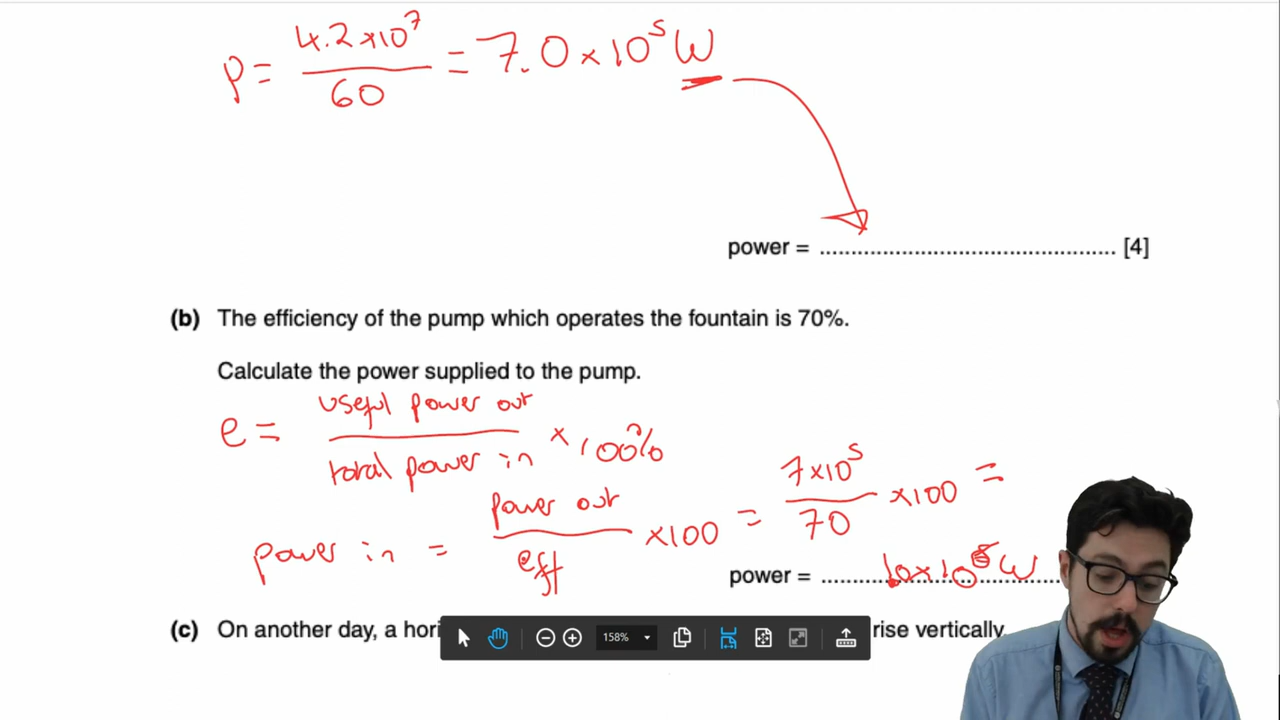 P = 4.2×10⁷ / 60 = 7.0 × 10⁵ W
power = ............................................... [4]
(b) The efficiency of the pump which operates the fountain is 70%.
Calculate the power supplied to the pump.
e = useful power out / total power in × 100%
power in = power out / eff × 100 = 7×10⁵ / 70 × 100 =
power =
(c) On another day, a hori
158%
rise vertically